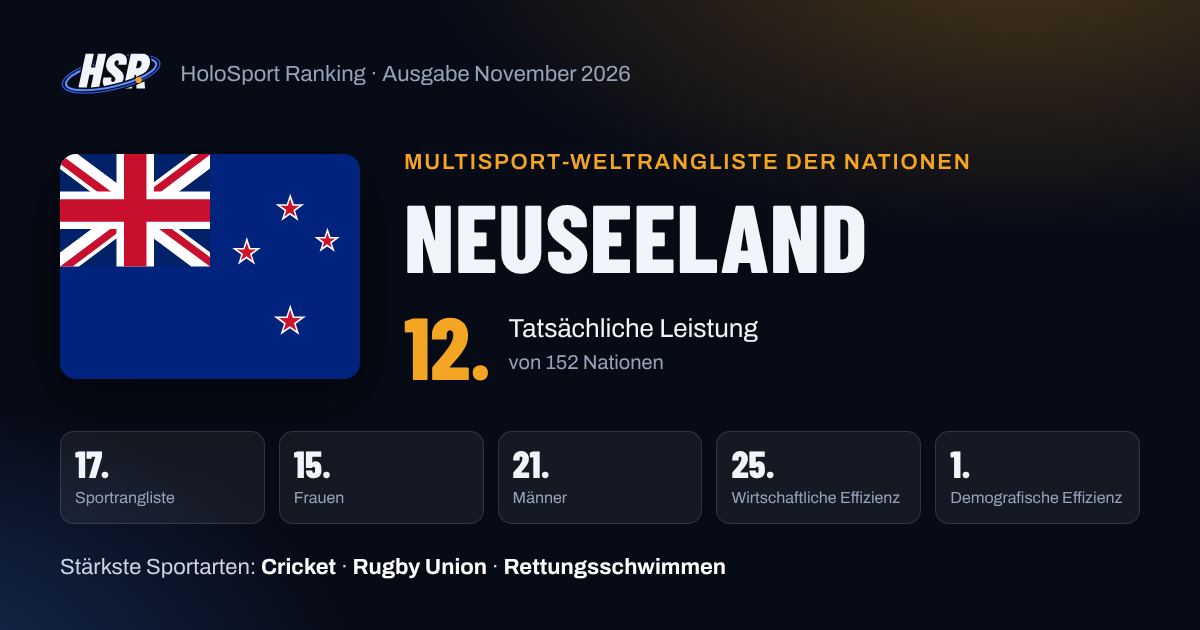 HSR
HoloSport Ranking · Ausgabe November 2026
MULTISPORT-WELTRANGLISTE DER NATIONEN
NEUSEELAND
12.
Tatsächliche Leistung
von 152 Nationen
17.
Sportrangliste
15.
Frauen
21.
Männer
25.
Wirtschaftliche Effizienz
1.
Demografische Effizienz
Stärkste Sportarten: Cricket · Rugby Union · Rettungsschwimmen